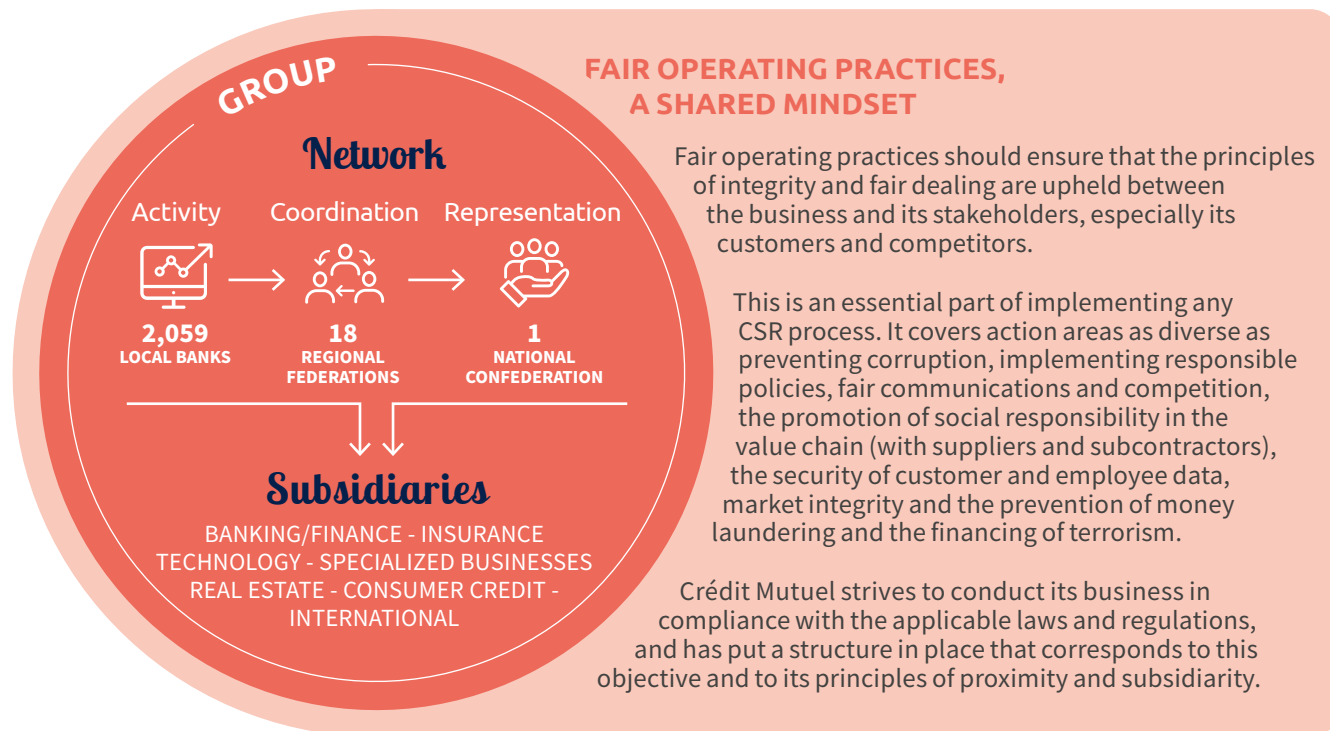 GROUP
Network
Activity
Coordination
Representation
2,059
LOCAL BANKS
18
REGIONAL
FEDERATIONS
1
NATIONAL
CONFEDERATION
Subsidiaries
BANKING/FINANCE - INSURANCE
TECHNOLOGY - SPECIALIZED BUSINESSES
REAL ESTATE - CONSUMER CREDIT -
INTERNATIONAL
FAIR OPERATING PRACTICES,
A SHARED MINDSET
Fair operating practices should ensure that the principles
of integrity and fair dealing are upheld between
the business and its stakeholders, especially its
customers and competitors.
This is an essential part of implementing any
CSR process. It covers action areas as diverse as
preventing corruption, implementing responsible
policies, fair communications and competition,
the promotion of social responsibility in the
value chain (with suppliers and subcontractors),
the security of customer and employee data,
market integrity and the prevention of money
laundering and the financing of terrorism.
Crédit Mutuel strives to conduct its business in
compliance with the applicable laws and regulations,
and has put a structure in place that corresponds to this
objective and to its principles of proximity and subsidiarity.